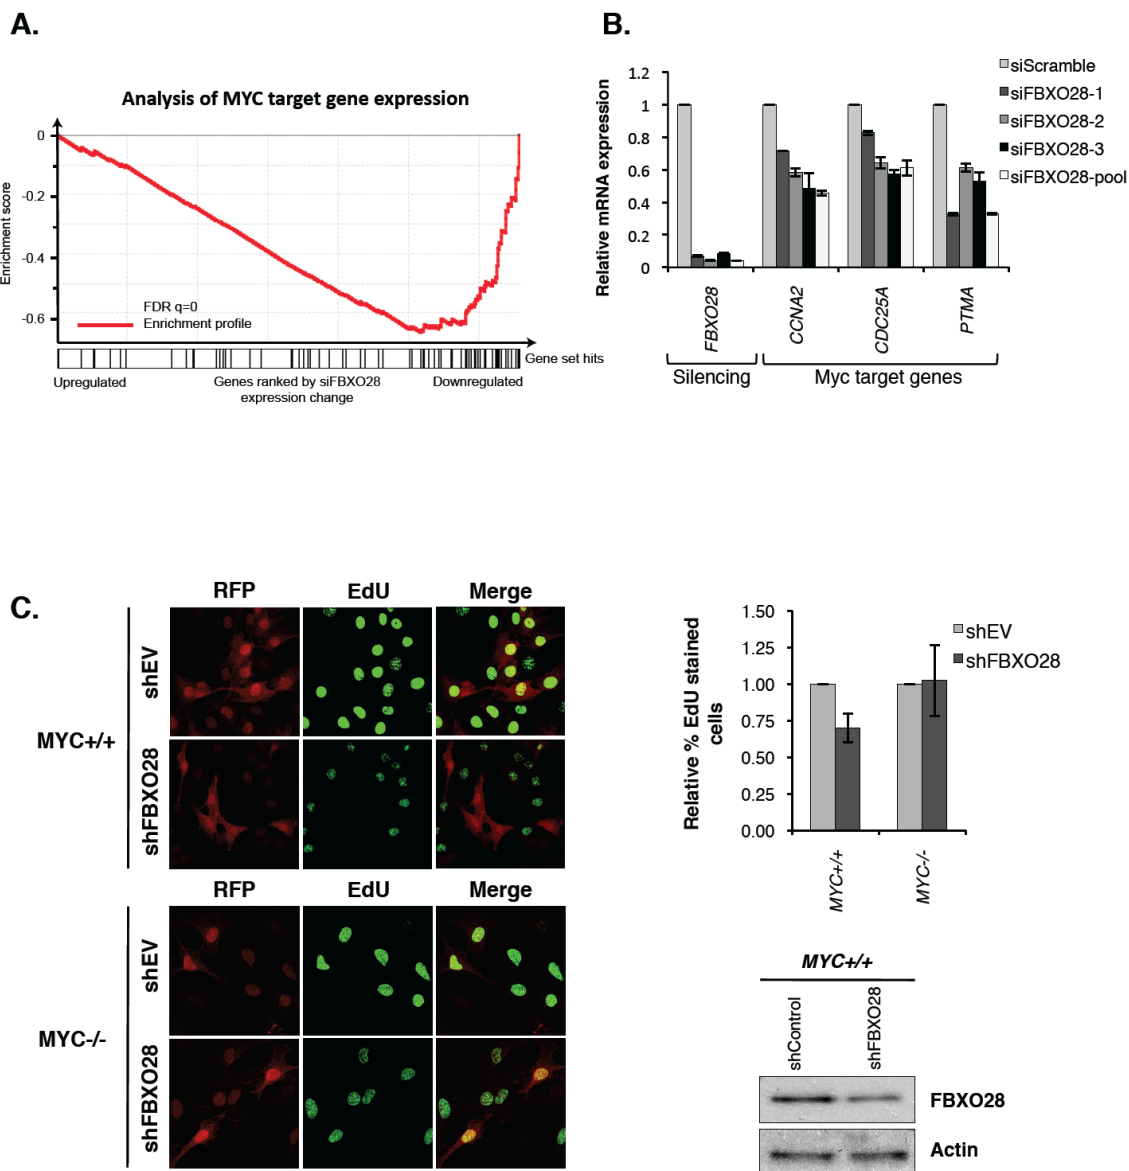 A.
Analysis of MYC target gene expression
Enrichment score
0
-0.2
-0.4
-0.6
FDR q=0
Enrichment profile
Gene set hits
Upregulated
Genes ranked by siFBXO28
expression change
Downregulated
B.
Relative mRNA expression
1.2
1
0.8
0.6
0.4
0.2
0
siScramble
siFBXO28-1
siFBXO28-2
siFBXO28-3
siFBXO28-pool
FBXO28
CCNA2
CDC25A
PTMA
Silencing
Myc target genes
C.
RFP
EdU
Merge
MYC+/+
shEV
shFBXO28
RFP
EdU
Merge
MYC-/-
shEV
shFBXO28
Relative % EdU stained
cells
1.50
1.25
1.00
0.75
0.50
0.25
0.00
shEV
shFBXO28
MYC+/+
MYC-/-
MYC+/+
shControl
shFBXO28
FBXO28
Actin